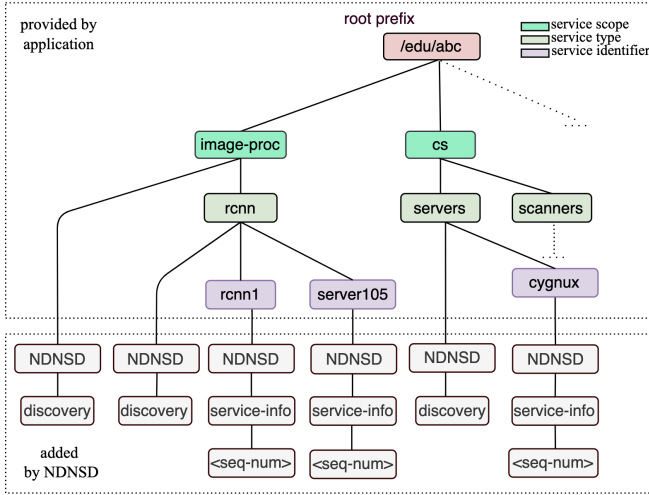 provided by
application
root prefix
service scope
service type
service identifier
/edu/abc
image-proc
cs
rcnn
servers
scanners
rcnn1
server105
cygnux
NDNSD
NDNSD
NDNSD
NDNSD
NDNSD
NDNSD
discovery
discovery
service-info
service-info
discovery
service-info
added
by NDNSD
<seq-num>
<seq-num>
<seq-num>